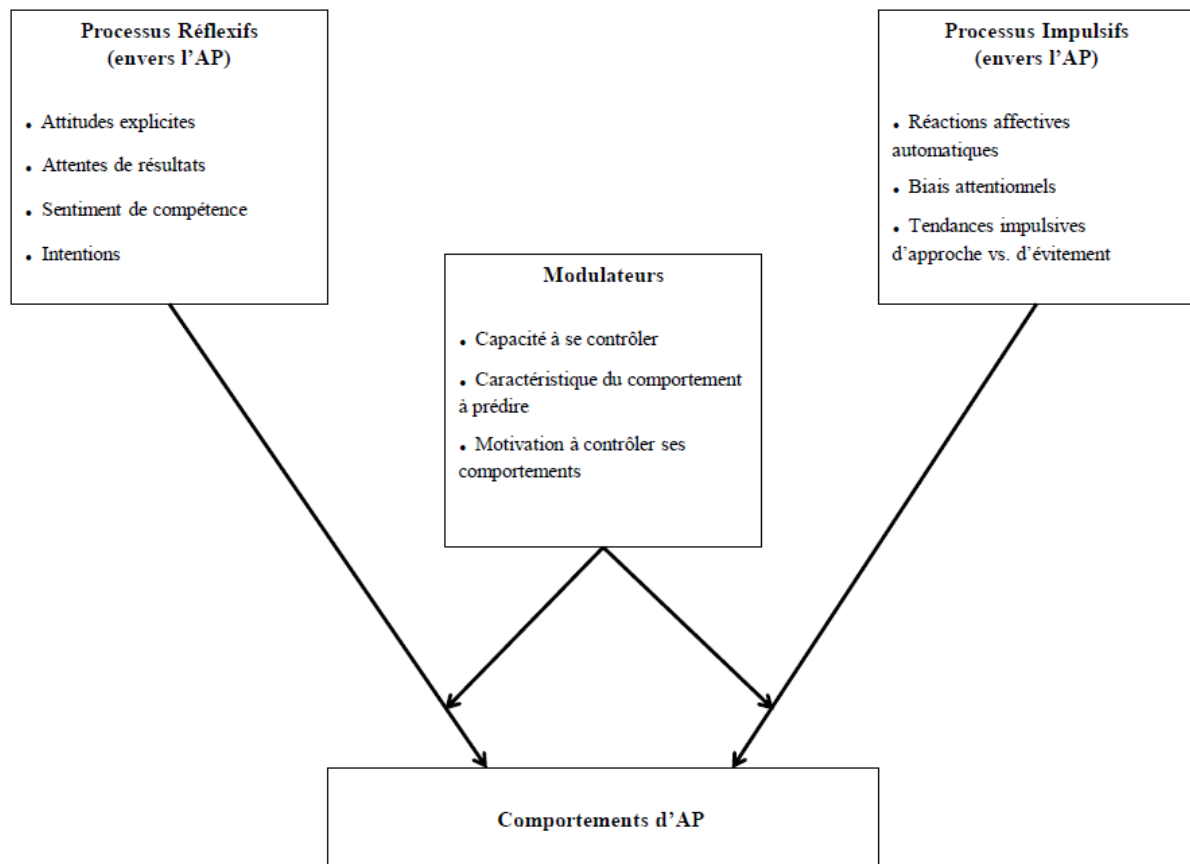 Processus Réflexifs
(envers l'AP)
• Attitudes explicites
• Attentes de résultats
• Sentiment de compétence
• Intentions
Processus Impulsifs
(envers l'AP)
• Réactions affectives
automatiques
• Biais attentionnels
• Tendances impulsives
d'approche vs. d'évitement
Modulateurs
• Capacité à se contrôler
• Caractéristique du comportement
à prédire
• Motivation à contrôler ses
comportements
Comportements d'AP